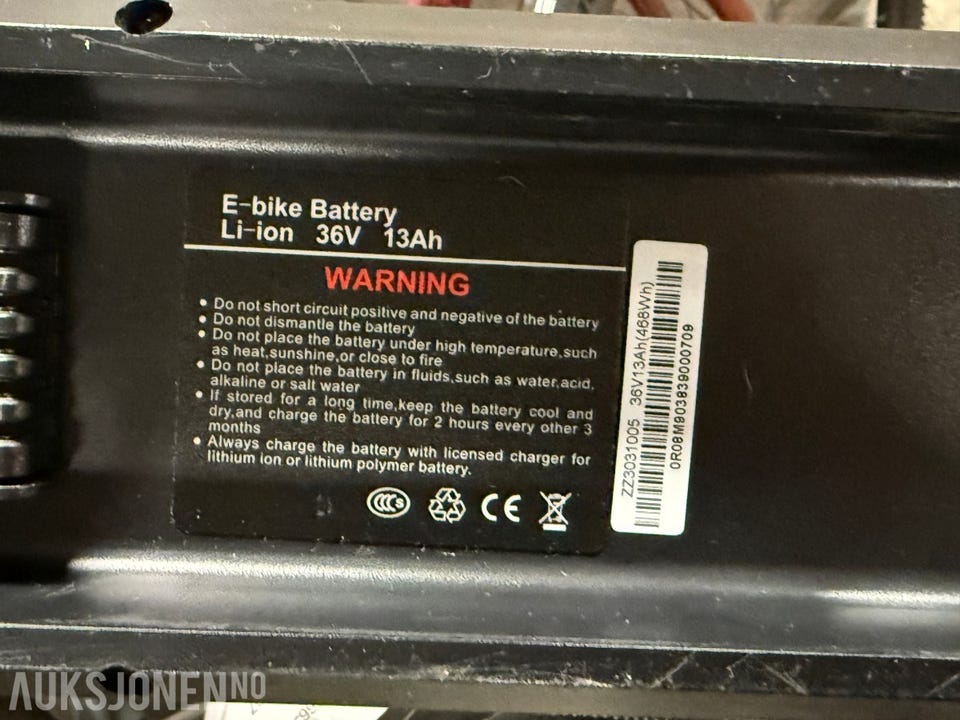 E-bike Battery
Li-ion 36V 13Ah
WARNING
• Do not short circuit positive and negative of the battery
• Do not dismantle the battery
• Do not place the battery under high temperature,such
as heat,sunshine,or close to fire
• Do not place the battery in fluids,such as water,acid,
alkaline or salt water
• If stored for a long time,keep the battery cool and
dry,and charge the battery for 2 hours every other 3
months
• Always charge the battery with licensed charger for
lithium ion or lithium polymer battery.
CCC S
CE
ZZ3031005 36V13Ah(468Wh)
0R08M903839000709
AUKSJONEN NO